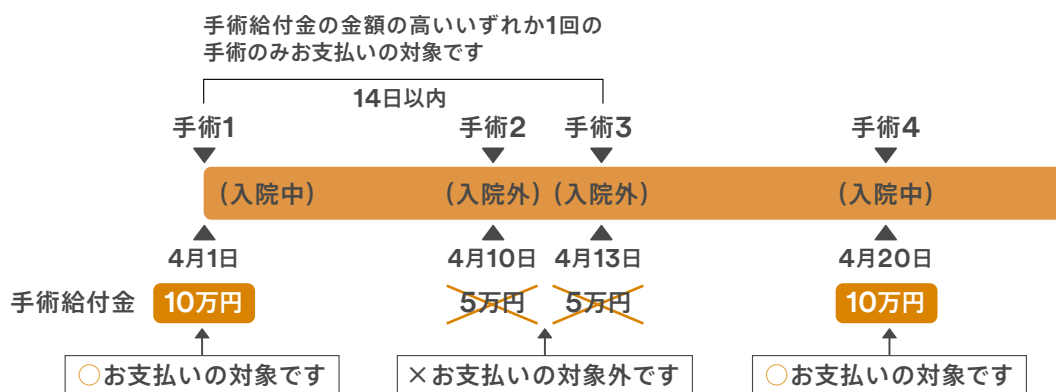 手術給付金の金額の高いいずれか1回の
手術のみお支払いの対象です
14日以内
手術1 手術2 手術3 手術4
(入院中) (入院外) (入院外) (入院中)
4月1日 4月10日 4月13日 4月20日
手術給付金 10万円 5万円 5万円 10万円
○お支払いの対象です ×お支払いの対象外です ○お支払いの対象です